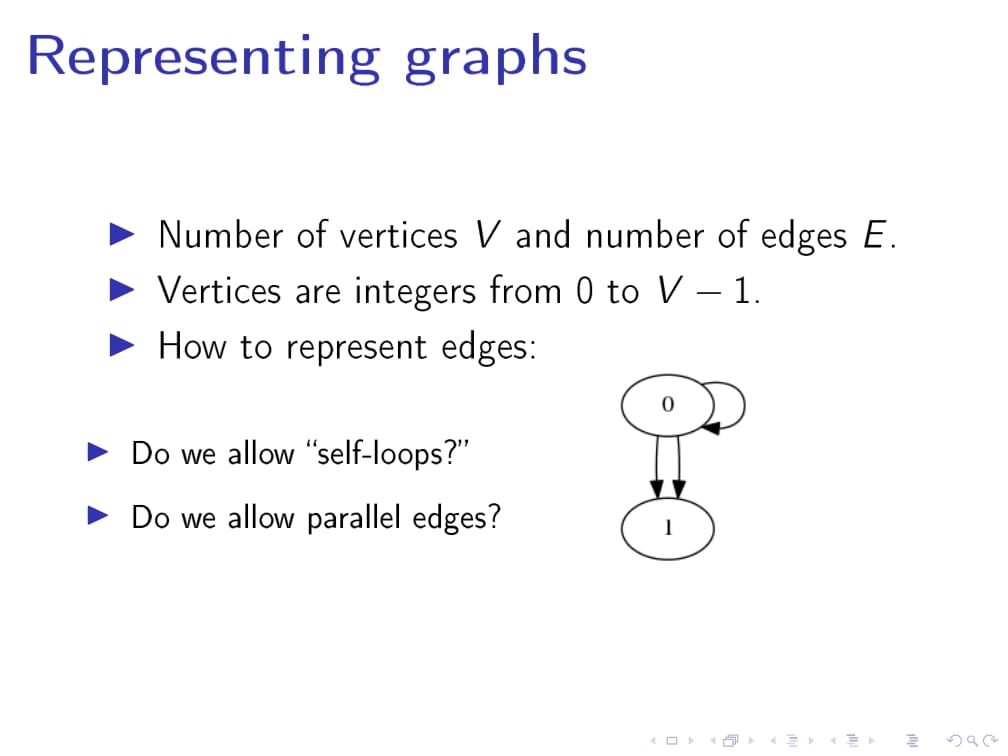 Representing graphs
Number of vertices V and number of edges E.
Vertices are integers from 0 to V − 1.
How to represent edges:
Do we allow “self-loops?”
Do we allow parallel edges?
0
1